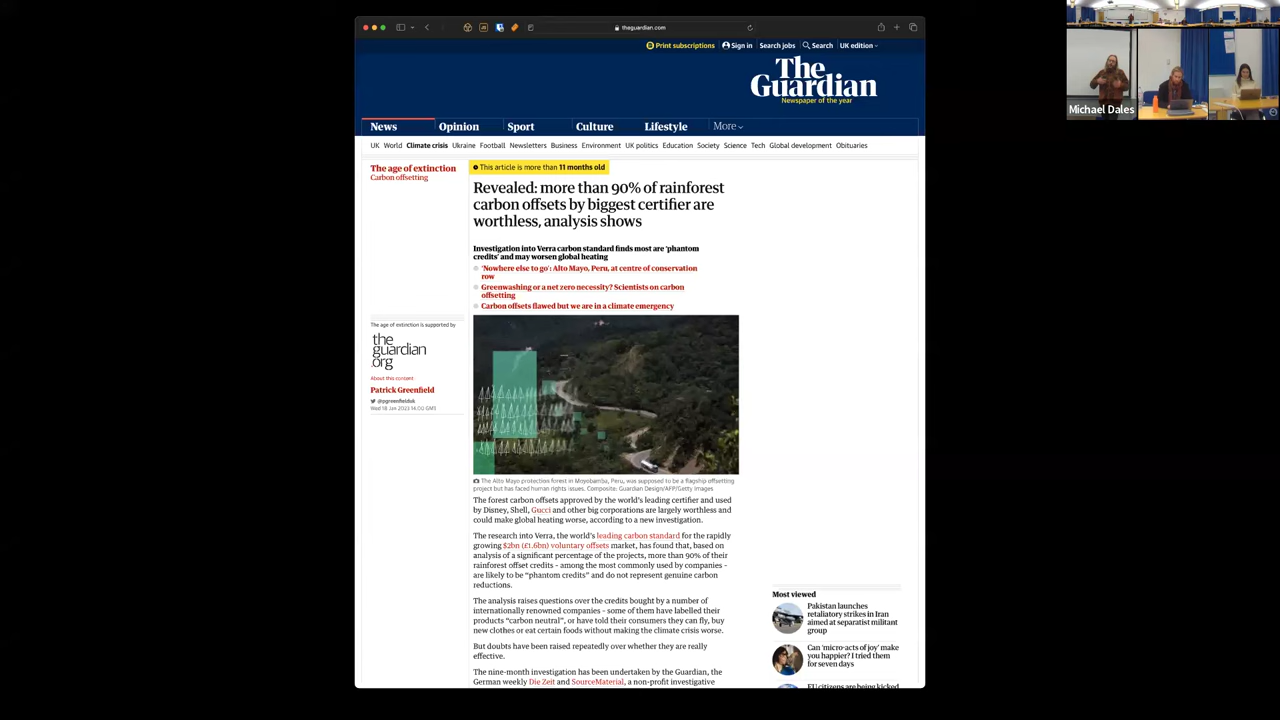 theguardian.com
Print subscriptions
Sign in
Search jobs
Search
UK edition
The Guardian
Newspaper of the year
News
Opinion
Sport
Culture
Lifestyle
More
UK World Climate crisis Ukraine Football Newsletters Business Environment UK politics Education Society Science Tech Global development Obituaries
The age of extinction
Carbon offsetting
This article is more than 11 months old
Revealed: more than 90% of rainforest
carbon offsets by biggest certifier are
worthless, analysis shows
Investigation into Verra carbon standard finds most are ‘phantom
credits’ and may worsen global heating
‘Nowhere else to go’: Alto Mayo, Peru, at centre of conservation
row
Greenwashing or a net zero necessity? Scientists on carbon
offsetting
Carbon offsets flawed but we are in a climate emergency
The age of extinction is supported by
the
guardian
.org
About this content
Patrick Greenfield
@pgreenfielduk
Wed 18 Jan 2023 14.00 GMT
The Alto Mayo protection forest in Moyobamba, Peru, was supposed to be a flagship offsetting
project but has faced human rights issues. Composite: Guardian Design/AFP/Getty Images
The forest carbon offsets approved by the world’s leading certifier and used
by Disney, Shell, Gucci and other big corporations are largely worthless and
could make global heating worse, according to a new investigation.
The research into Verra, the world’s leading carbon standard for the rapidly
growing $2bn (£1.6bn) voluntary offsets market, has found that, based on
analysis of a significant percentage of the projects, more than 90% of their
rainforest offset credits – among the most commonly used by companies –
are likely to be “phantom credits” and do not represent genuine carbon
reductions.
The analysis raises questions over the credits bought by a number of
internationally renowned companies – some of them have labelled their
products “carbon neutral”, or have told their consumers they can fly, buy
new clothes or eat certain foods without making the climate crisis worse.
But doubts have been raised repeatedly over whether they are really
effective.
The nine-month investigation has been undertaken by the Guardian, the
German weekly Die Zeit and SourceMaterial, a non-profit investigative
Most viewed
Pakistan launches
retaliatory strikes in Iran
aimed at separatist militant
group
Can ‘micro-acts of joy’ make
you happier? I tried them
for seven days
EU citizens are being kicked
Michael Dales